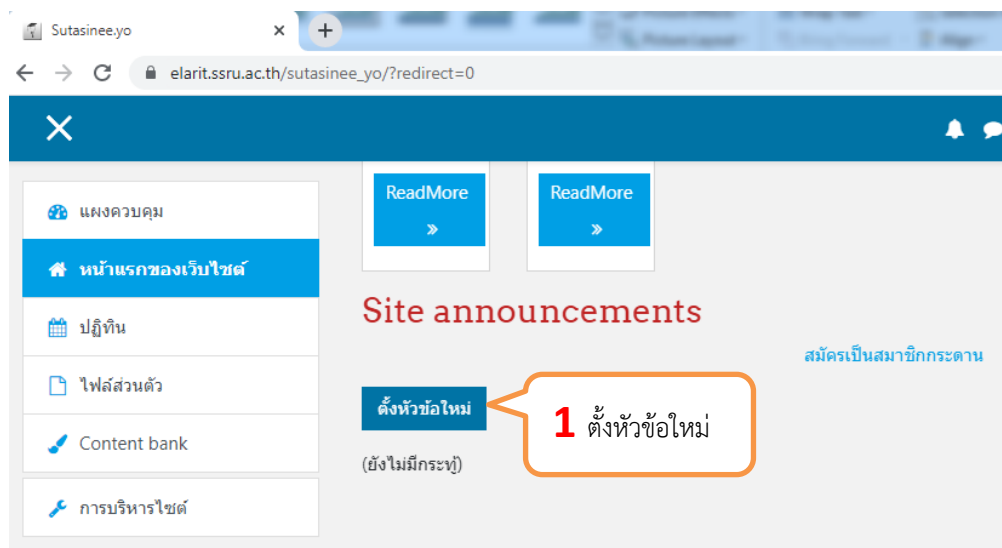 Sutasinee.yo
elarit.ssru.ac.th/sutasinee_yo/?redirect=0
แผงควบคุม
หน้าแรกของเว็บไซต์
ปฏิทิน
ไฟล์ส่วนตัว
Content bank
การบริหารไซต์
ReadMore
»
ReadMore
»
Site announcements
สมัครเป็นสมาชิกกระดาน
ตั้งหัวข้อใหม่
1 ตั้งหัวข้อใหม่
(ยังไม่มีกระทู้)